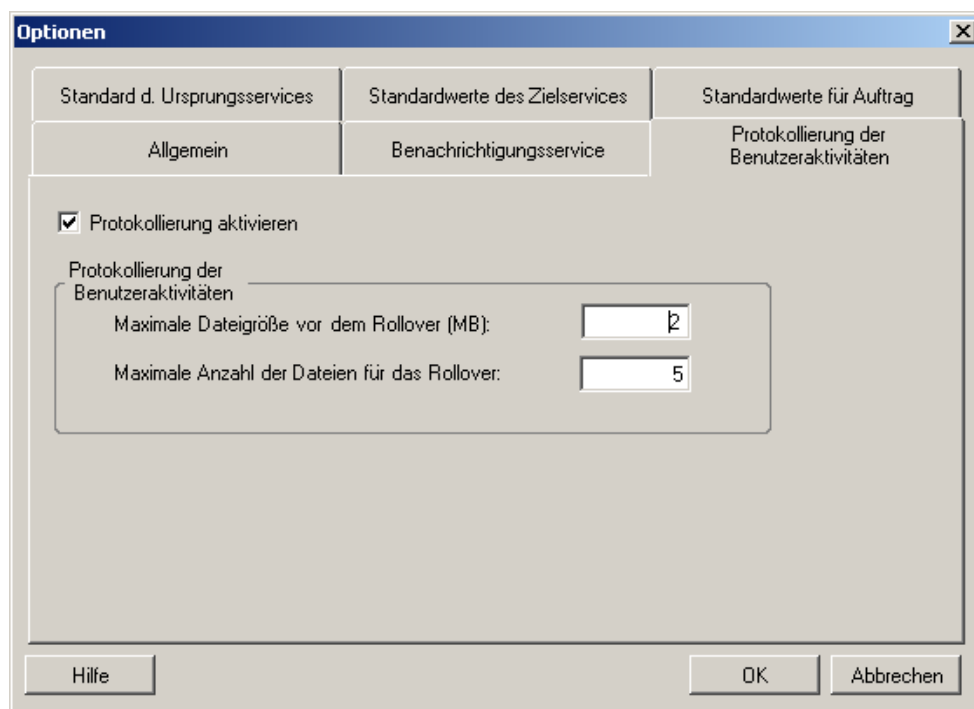 Optionen
Standard d. Ursprungsservices
Standardwerte des Zielservices
Standardwerte für Auftrag
Allgemein
Benachrichtigungsservice
Protokollierung der
Benutzeraktivitäten
Protokollierung aktivieren
Protokollierung der
Benutzeraktivitäten
Maximale Dateigröße vor dem Rollover (MB):
2
Maximale Anzahl der Dateien für das Rollover:
5
Hilfe
OK
Abbrechen